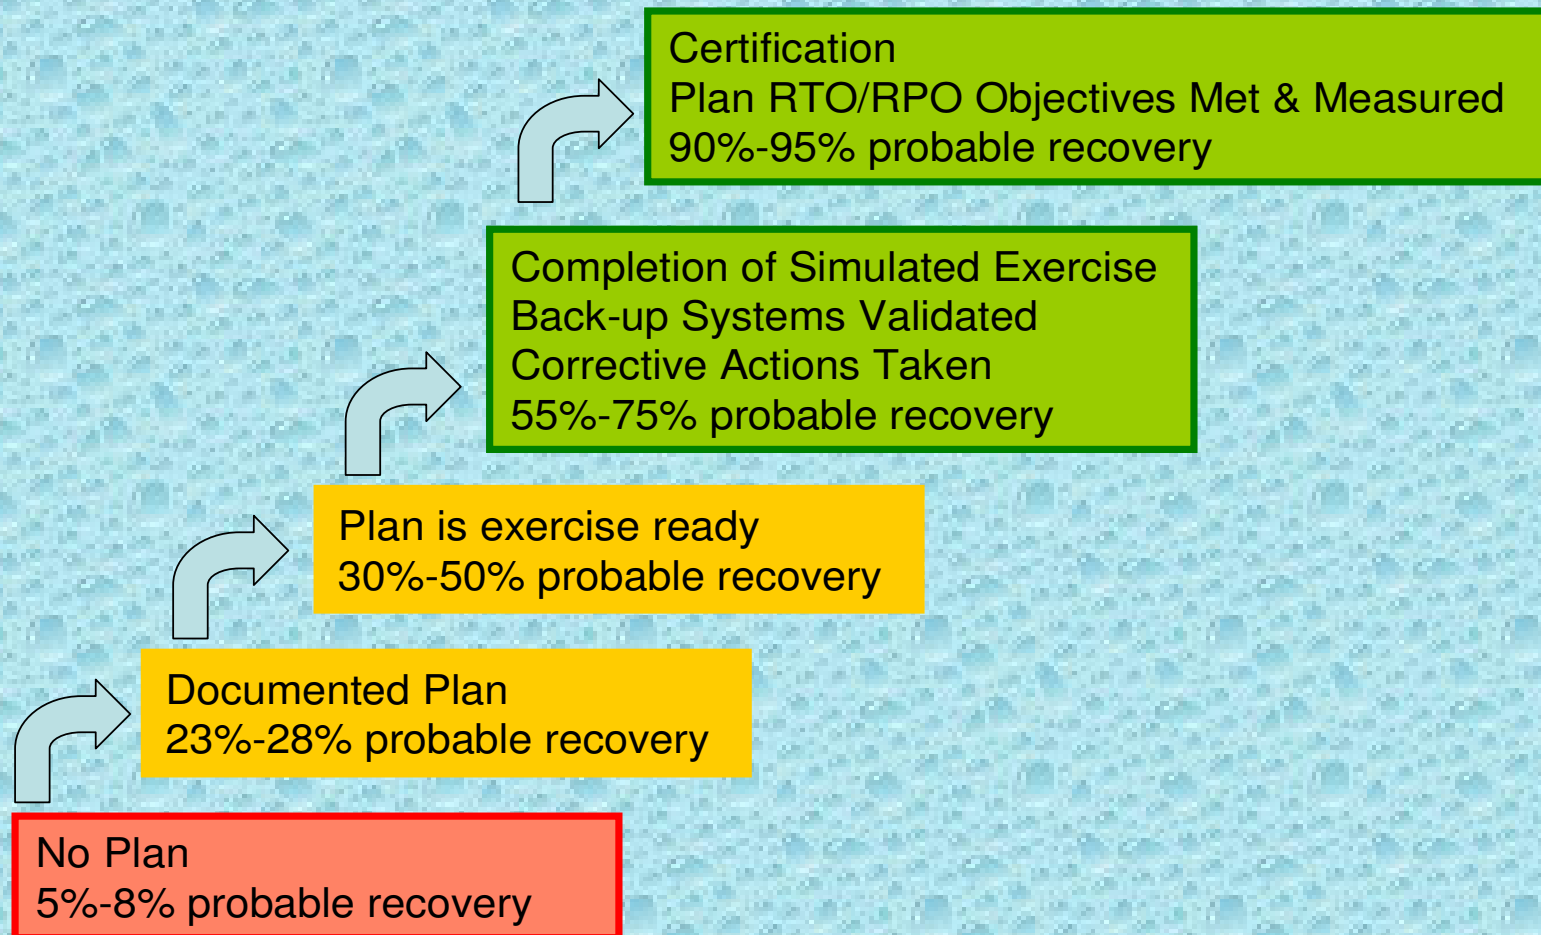 Certification
Plan RTO/RPO Objectives Met & Measured
90%-95% probable recovery
Completion of Simulated Exercise
Back-up Systems Validated
Corrective Actions Taken
55%-75% probable recovery
Plan is exercise ready
30%-50% probable recovery
Documented Plan
23%-28% probable recovery
No Plan
5%-8% probable recovery